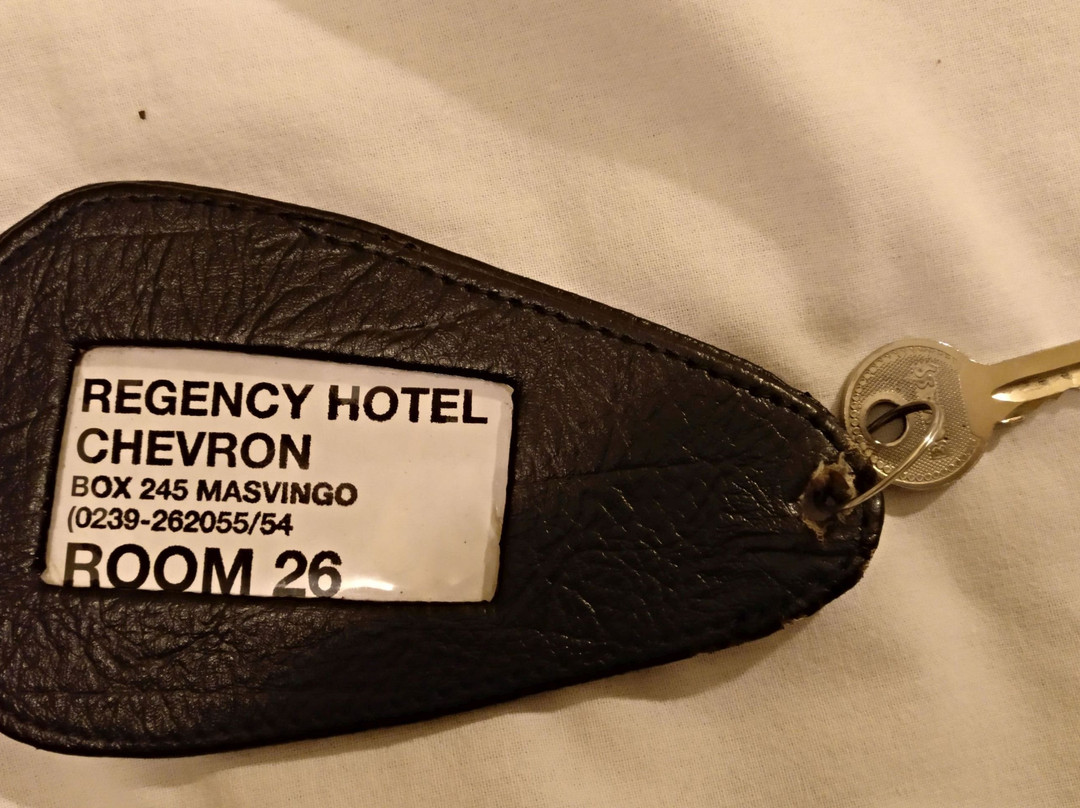 REGENCY HOTEL
CHEVRON
BOX 245 MASVINGO
(0239-262055/54
ROOM 26